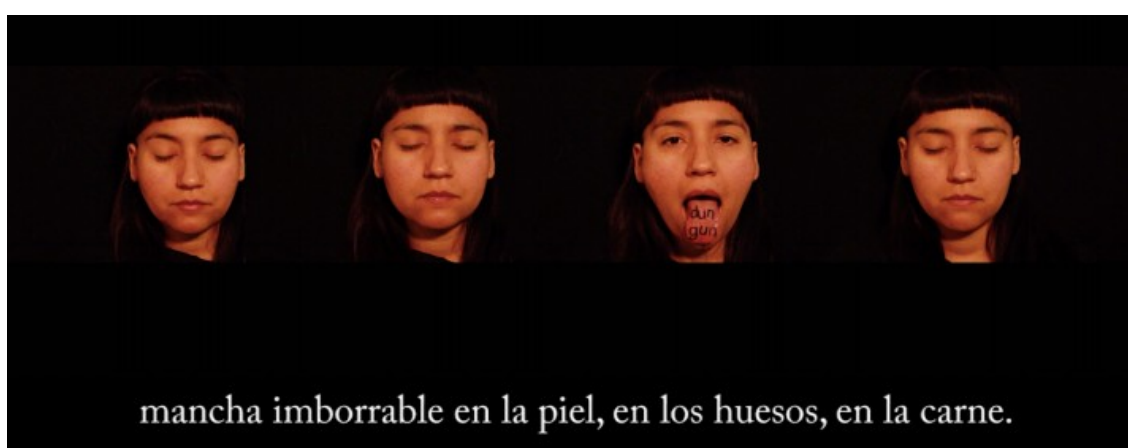 dun
gun
mancha imborrable en la piel, en los huesos, en la carne.